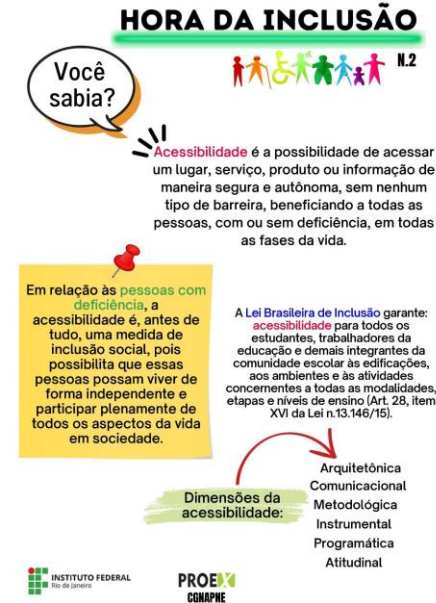 HORA DA INCLUSÃO
N.2
Você
sabia?
Acessibilidade é a possibilidade de acessar
um lugar, serviço, produto ou informação de
maneira segura e autônoma, sem nenhum
tipo de barreira, beneficiando a todas as
pessoas, com ou sem deficiência, em todas
as fases da vida.
Em relação às pessoas com
deficiência, a
acessibilidade é, antes de
tudo, uma medida de
inclusão social, pois
possibilita que essas
pessoas possam viver de
forma independente e
participar plenamente de
todos os aspectos da vida
em sociedade.
A Lei Brasileira de Inclusão garante:
acessibilidade para todos os
estudantes, trabalhadores da
educação e demais integrantes da
comunidade escolar às edificações,
aos ambientes e às atividades
concernentes a todas as modalidades,
etapas e níveis de ensino (Art. 28, item
XVI da Lei n.13.146/15).
Dimensões da
acessibilidade:
Arquitetônica
Comunicacional
Metodológica
Instrumental
Programática
Atitudinal
INSTITUTO FEDERAL
Rio de Janeiro
PROEX
CGNAPNE